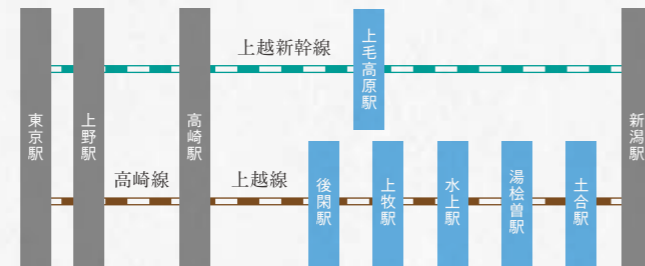 上越新幹線
上毛高原駅
東京駅
上野駅
高崎駅
新潟駅
高崎線
上越線
後閑駅
上牧駅
水上駅
湯桧曽駅
土合駅